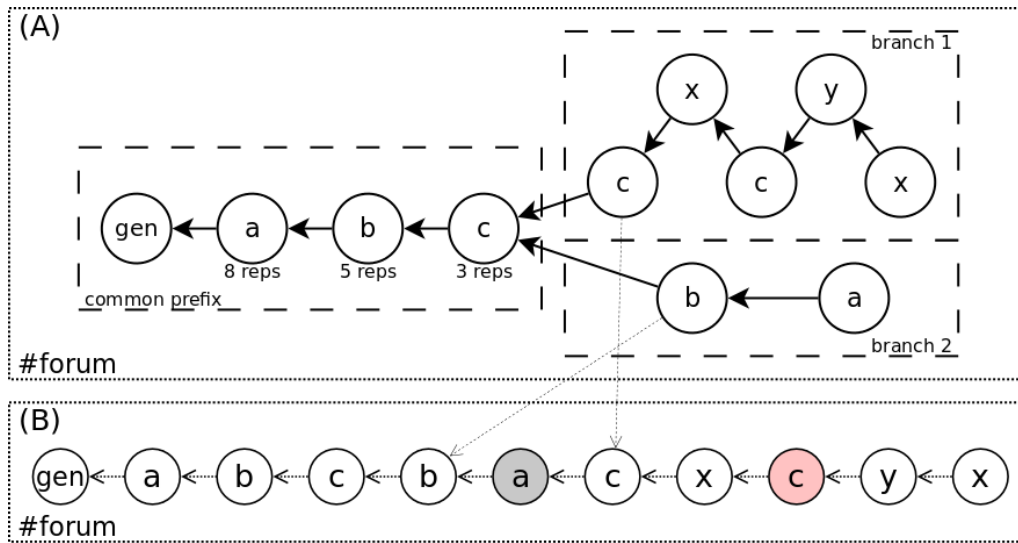 (A)
branch 1
x
y
c
c
x
gen
a
b
c
8 reps
5 reps
3 reps
common prefix
b
a
branch 2
#forum
(B)
gen a b c b a c x c y x
#forum